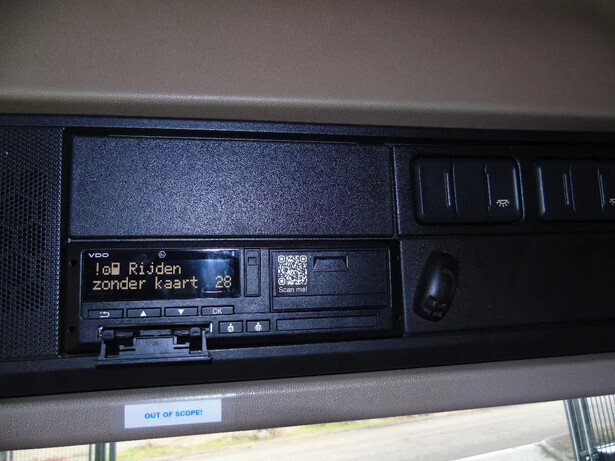 VDO
! Rijden
zonder kaart 28
Scan me!
OK
OUT OF SCOPE!